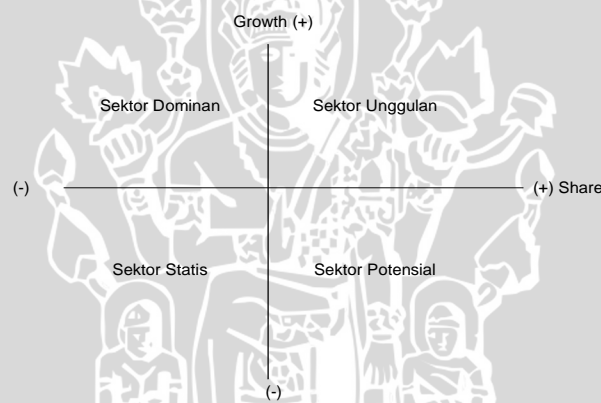 Growth (+)
Sektor Dominan
Sektor Unggulan
(-)
(+) Share
Sektor Statis
Sektor Potensial
(-)